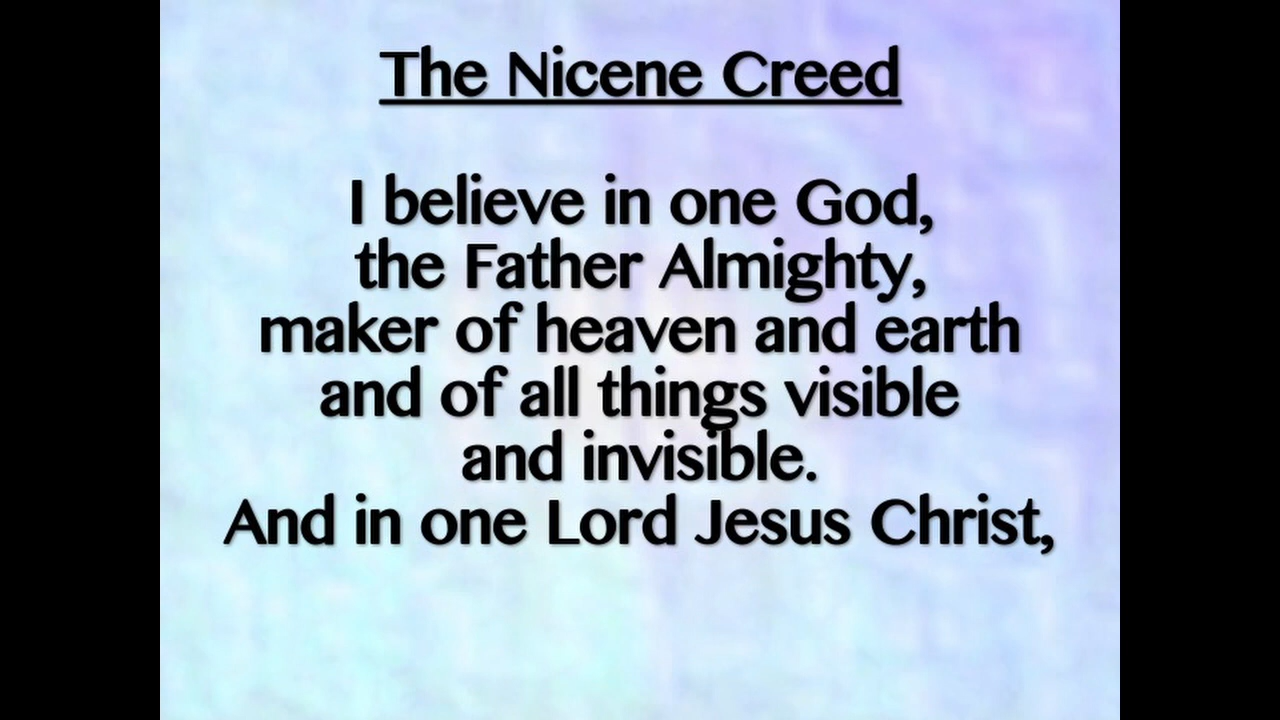 The Nicene Creed
I believe in one God,
the Father Almighty,
maker of heaven and earth
and of all things visible
and invisible.
And in one Lord Jesus Christ,